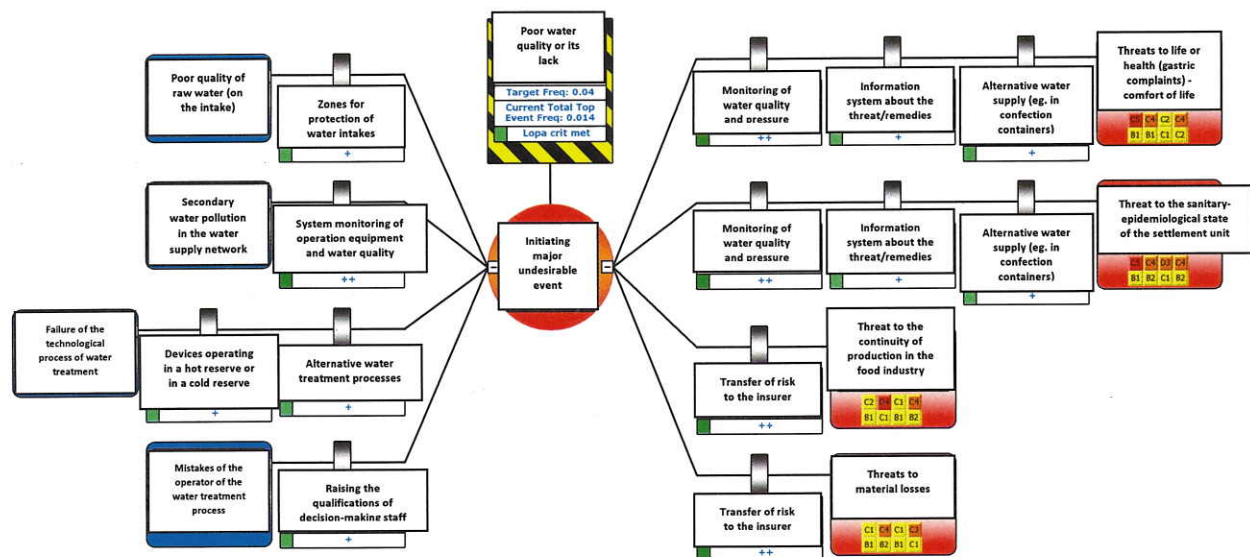 Poor quality of
raw water (on
the intake)
Zones for
protection of
water intakes
+
Secondary
water pollution
in the water
supply network
System monitoring of
operation equipment
and water quality
++
Failure of the
technological
process of water
treatment
Devices operating
in a hot reserve or
in a cold reserve
+
Alternative water
treatment processes
+
Mistakes of the
operator of the
water treatment
process
Raising the
qualifications of
decision-making staff
+
Poor water
quality or its
lack
Target Freq: 0.04
Current Total Top
Event Freq: 0.014
Lopa crit met
Initiating
major
undesirable
event
Monitoring of
water quality
and pressure
++
Information
system about the
threat/remedies
+
Alternative water
supply (eg. in
confection
containers)
+
Threats to life or
health (gastric
complaints) -
comfort of life
C5 C4 C2 C4
B1 B1 C1 C2
Monitoring of
water quality
and pressure
++
Information
system about the
threat/remedies
+
Alternative water
supply (eg. in
confection
containers)
+
Threat to the sanitary-
epidemiological state
of the settlement unit
C5 C4 D3 C4
B1 B2 C1 B2
Transfer of risk
to the insurer
++
Threat to the
continuity of
production in the
food industry
C2 D4 C1 C4
B1 C1 B1 B2
Transfer of risk
to the insurer
++
Threats to
material losses
C1 C4 C1 C3
B1 B2 B1 C1